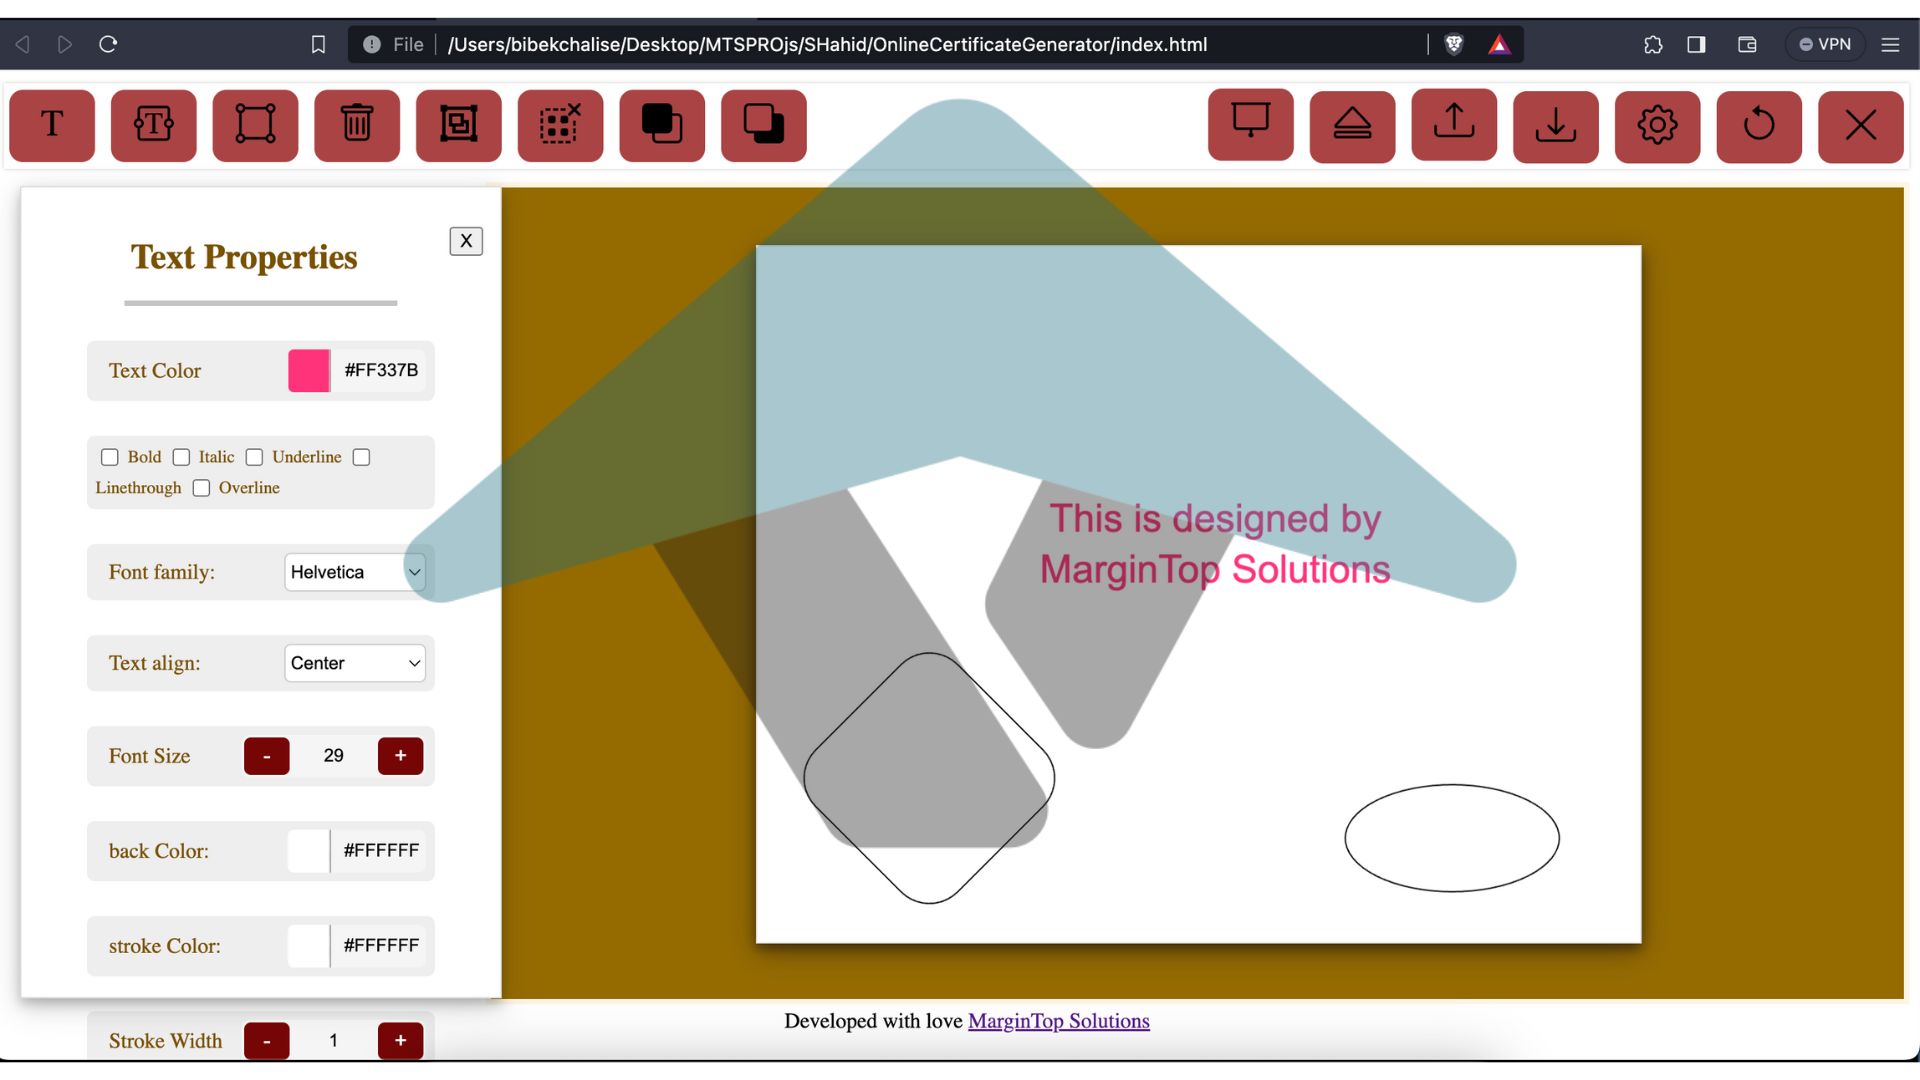 File /Users/bibekchalise/Desktop/MTSPROjs/SHahid/OnlineCertificateGenerator/index.html VPN
T T
X
Text Properties
Text Color #FF337B
Bold Italic Underline
Linethrough Overline
Font family: Helvetica
Text align: Center
Font Size - 29 +
back Color: #FFFFFF
stroke Color: #FFFFFF
Stroke Width - 1 +
This is designed by
MarginTop Solutions
Developed with love MarginTop Solutions